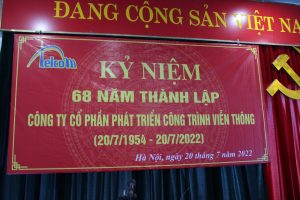 ĐẢNG CỘNG SẢN VIỆT NA
Telcom
KỶ NIỆM
68 NĂM THÀNH LẬP
CÔNG TY CỔ PHẦN PHÁT TRIỂN CÔNG TRÌNH VIỄN THÔNG
(20/7/1954 - 20/7/2022)
Hà Nội, ngày 20 tháng 7 năm 2022